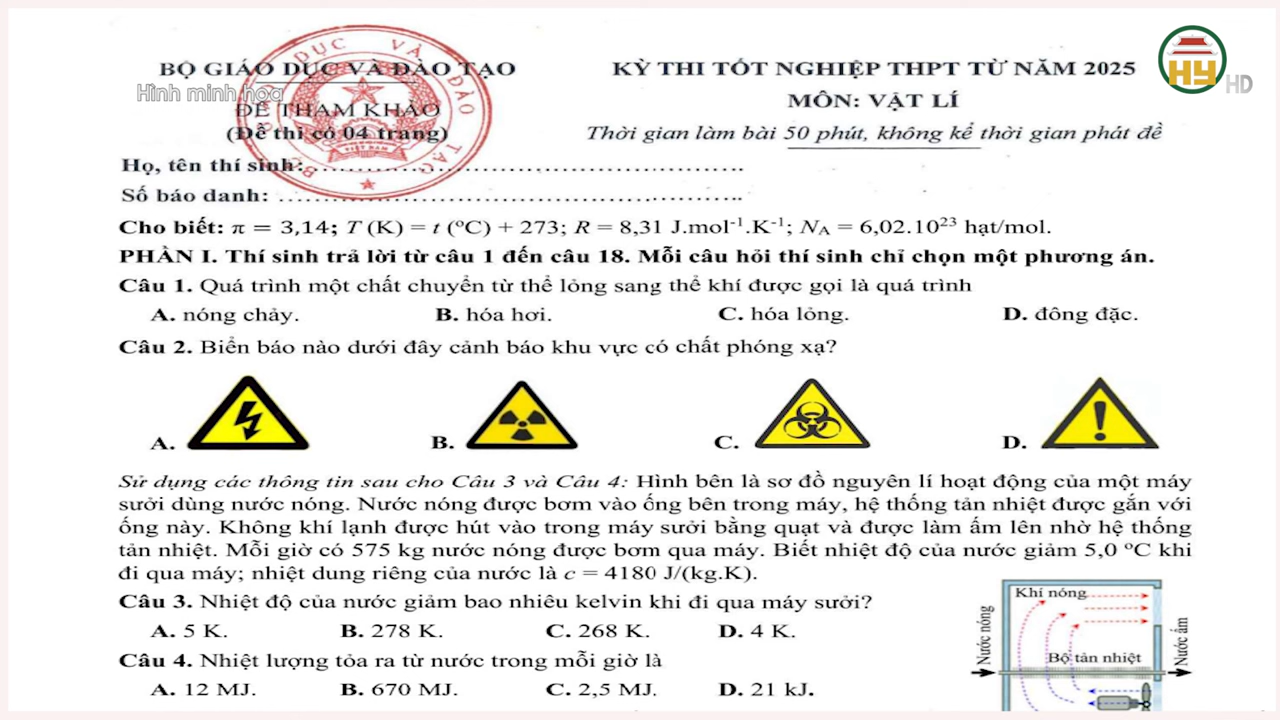 BỘ GIÁO DỤC VÀ ĐÀO TẠO
Hình minh họa
ĐỀ THAM KHẢO
(Đề thi có 04 trang)
KỲ THI TỐT NGHIỆP THPT TỪ NĂM 2025
MÔN: VẬT LÍ
Thời gian làm bài 50 phút, không kể thời gian phát đề
HY HD
VIỆT NAM
Họ, tên thí sinh: ......................................................
Số báo danh: ......................................................
Cho biết: π = 3,14; T (K) = t (ºC) + 273; R = 8,31 J.mol⁻¹.K⁻¹; N_A = 6,02.10²³ hạt/mol.
PHẦN I. Thí sinh trả lời từ câu 1 đến câu 18. Mỗi câu hỏi thí sinh chỉ chọn một phương án.
Câu 1. Quá trình một chất chuyển từ thể lỏng sang thể khí được gọi là quá trình
A. nóng chảy. B. hóa hơi. C. hóa lỏng. D. đông đặc.
Câu 2. Biển báo nào dưới đây cảnh báo khu vực có chất phóng xạ?
A. B. C. D.
Sử dụng các thông tin sau cho Câu 3 và Câu 4: Hình bên là sơ đồ nguyên lí hoạt động của một máy
sưởi dùng nước nóng. Nước nóng được bơm vào ống bên trong máy, hệ thống tản nhiệt được gắn với
ống này. Không khí lạnh được hút vào trong máy sưởi bằng quạt và được làm ấm lên nhờ hệ thống
tản nhiệt. Mỗi giờ có 575 kg nước nóng được bơm qua máy. Biết nhiệt độ của nước giảm 5,0 ºC khi
đi qua máy; nhiệt dung riêng của nước là c = 4180 J/(kg.K).
Câu 3. Nhiệt độ của nước giảm bao nhiêu kelvin khi đi qua máy sưởi?
A. 5 K. B. 278 K. C. 268 K. D. 4 K.
Câu 4. Nhiệt lượng tỏa ra từ nước trong mỗi giờ là
A. 12 MJ. B. 670 MJ. C. 2,5 MJ. D. 21 kJ.
Khí nóng
Nước nóng
Nước ấm
Bộ tản nhiệt